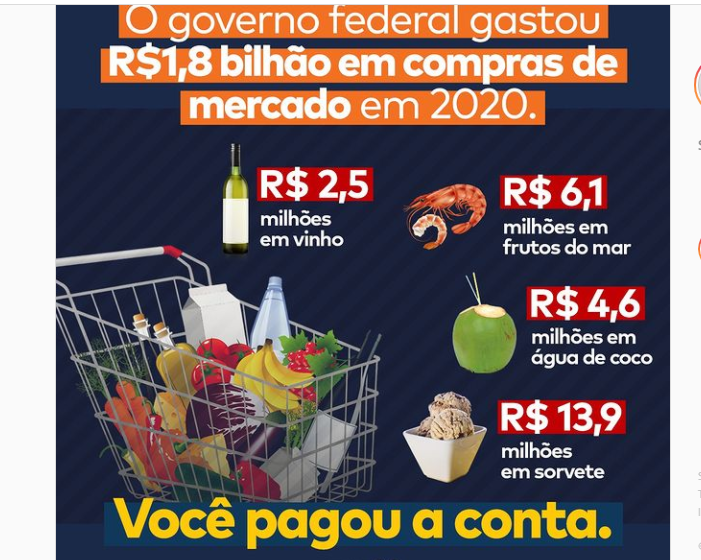 O governo federal gastou
R$1,8 bilhão em compras de
mercado em 2020.
R$ 2,5
milhões
em vinho
R$ 6,1
milhões em
frutos do mar
R$ 4,6
milhões em
água de coco
R$ 13,9
milhões
em sorvete
Você pagou a conta.